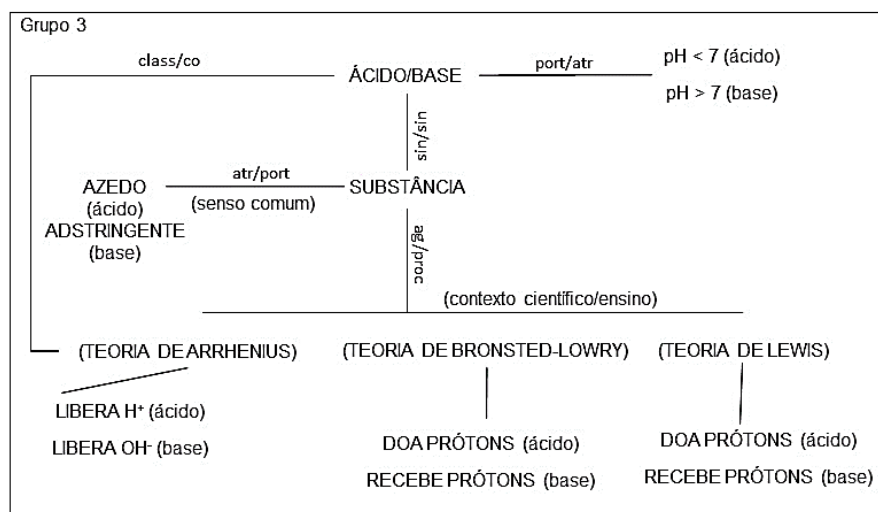 Grupo 3
class/co
ÁCIDO/BASE
port/atr
pH < 7 (ácido)
pH > 7 (base)
sin/sin
AZEDO
(ácido)
ADSTRINGENTE
(base)
atr/port
(senso comum)
SUBSTÂNCIA
ag/proc
(contexto científico/ensino)
(TEORIA DE ARRHENIUS)
(TEORIA DE BRONSTED-LOWRY)
(TEORIA DE LEWIS)
LIBERA H⁺ (ácido)
LIBERA OH⁻ (base)
DOA PRÓTONS (ácido)
RECEBE PRÓTONS (base)
DOA PRÓTONS (ácido)
RECEBE PRÓTONS (base)